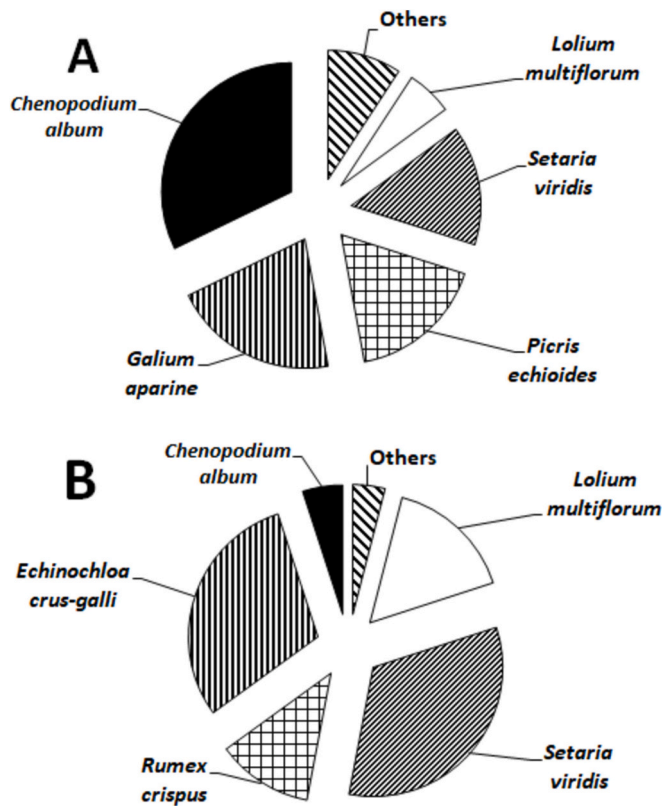 A
Others
Lolium
multiflorum
Chenopodium
album
Setaria
viridis
Galium
aparine
Picris
echioides
B
Chenopodium
album
Others
Lolium
multiflorum
Echinochloa
crus-galli
Rumex
crispus
Setaria
viridis